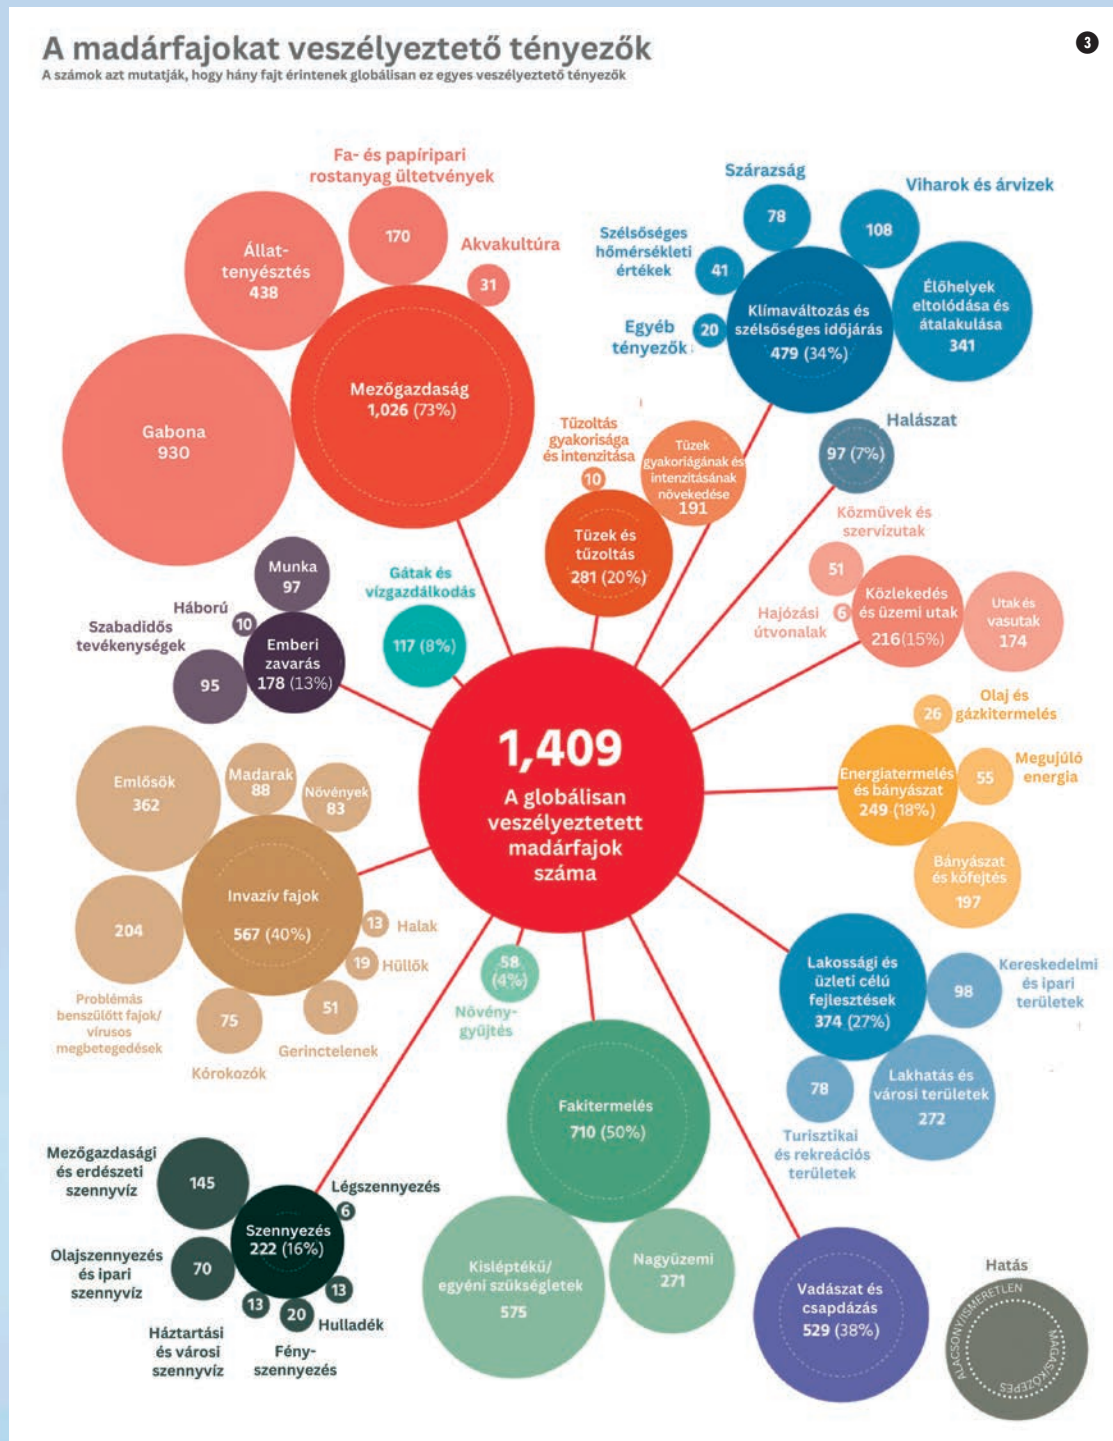 A madárfajokat veszélyeztető tényezők
3
A számok azt mutatják, hogy hány fajt érintenek globálisan ez egyes veszélyeztető tényezők
Fa- és papíripari
rostanyag ültetvények
170
Állat-
tenyésztés
438
Akvakultúra
31
Mezőgazdaság
1,026 (73%)
Gabona
930
Szárazság
78
Viharok és árvizek
108
Szélsőséges
hőmérsékleti
értékek
41
Egyéb
tényezők
20
Klímaváltozás és
szélsőséges időjárás
479 (34%)
Élőhelyek
eltolódása és
átalakulása
341
Tűzoltás
gyakorisága
és intenzitása
10
Tüzek
gyakoriágának és
intenzitásának
növekedése
191
Tüzek és
tűzoltás
281 (20%)
Halászat
97 (7%)
Közművek és
szervízutak
51
Hajózási
útvonalak
6
Közlekedés
és üzemi utak
216(15%)
Utak és
vasutak
174
Munka
97
Háború
10
Szabadidős
tevékenységek
95
Emberi
zavarás
178 (13%)
Gátak és
vízgazdálkodás
117 (8%)
1,409
A globálisan
veszélyeztetett
madárfajok
száma
Olaj és
gázkitermelés
26
Megujúló
energia
55
Energiatermelés
és bányászat
249 (18%)
Bányászat
és kőfejtés
197
Emlősök
362
Madarak
88
Növények
83
Invazív fajok
567 (40%)
204
Problémás
benszülött fajok/
vírusos
megbetegedések
75
Kórokozók
51
Gerinctelenek
19
Hüllők
13
Halak
58
(4%)
Növény-
gyűjtés
Lakossági és
üzleti célú
fejlesztések
374 (27%)
98
Kereskedelmi
és ipari
területek
Lakhatás és
városi területek
272
78
Turisztikai
és rekreációs
területek
Fakitermelés
710 (50%)
Kisléptékű/
egyéni szükségletek
575
Nagyüzemi
271
Mezőgazdasági
és erdészeti
szennyvíz
145
Légszennyezés
6
Szennyezés
222 (16%)
Olajszennyezés
és ipari
szennyvíz
70
13
Háztartási
és városi
szennyvíz
20
Fény-
szennyezés
13
Hulladék
Vadászat és
csapdázás
529 (38%)
Hatás
ALACSONY/ISMERETLEN
MAGAS/KÖZEPES